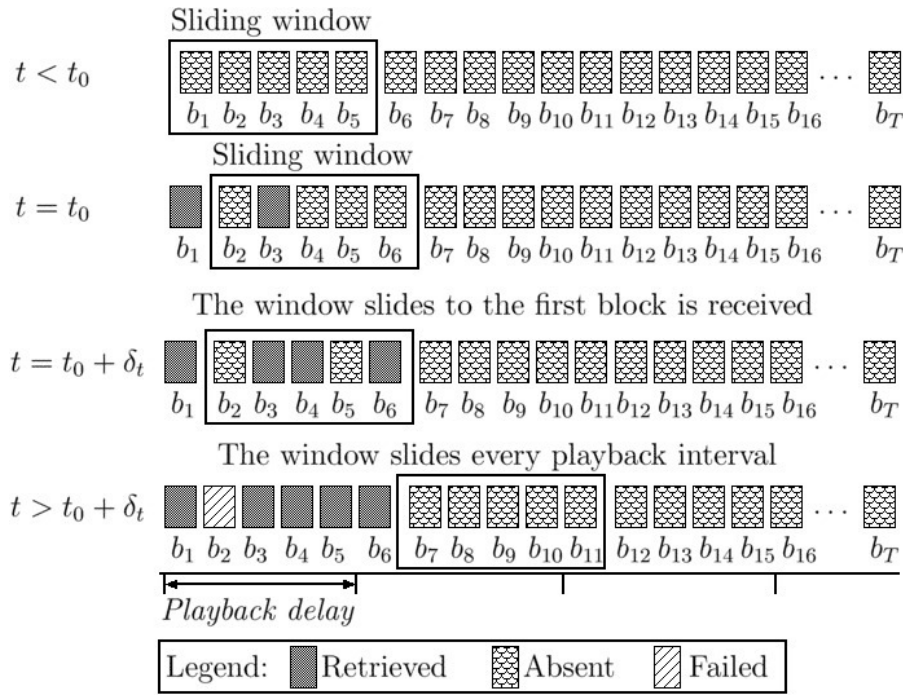 Sliding window
t < t₀
b₁ b₂ b₃ b₄ b₅ b₆ b₇ b₈ b₉ b₁₀ b₁₁ b₁₂ b₁₃ b₁₄ b₁₅ b₁₆ ... b_T
Sliding window
t = t₀
b₁ b₂ b₃ b₄ b₅ b₆ b₇ b₈ b₉ b₁₀ b₁₁ b₁₂ b₁₃ b₁₄ b₁₅ b₁₆ ... b_T
The window slides to the first block is received
t = t₀ + δₜ
b₁ b₂ b₃ b₄ b₅ b₆ b₇ b₈ b₉ b₁₀ b₁₁ b₁₂ b₁₃ b₁₄ b₁₅ b₁₆ ... b_T
The window slides every playback interval
t > t₀ + δₜ
b₁ b₂ b₃ b₄ b₅ b₆ b₇ b₈ b₉ b₁₀ b₁₁ b₁₂ b₁₃ b₁₄ b₁₅ b₁₆ ... b_T
Playback delay
Legend: Retrieved Absent Failed